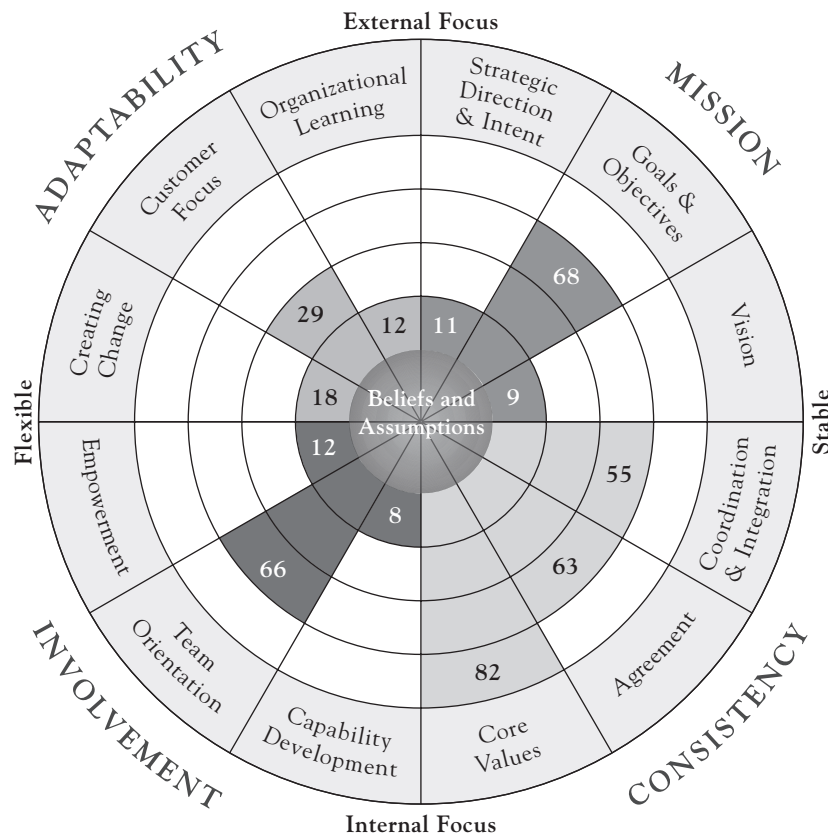 External Focus
ADAPTABILITY
MISSION
Organizational
Learning
Strategic
Direction
& Intent
Customer
Focus
Goals &
Objectives
Creating
Change
Vision
68
29
12
11
18
9
Beliefs and
Assumptions
Flexible
Stable
12
8
55
63
66
82
Empowerment
Coordination
& Integration
Team
Orientation
Agreement
Capability
Development
Core
Values
INVOLVEMENT
CONSISTENCY
Internal Focus